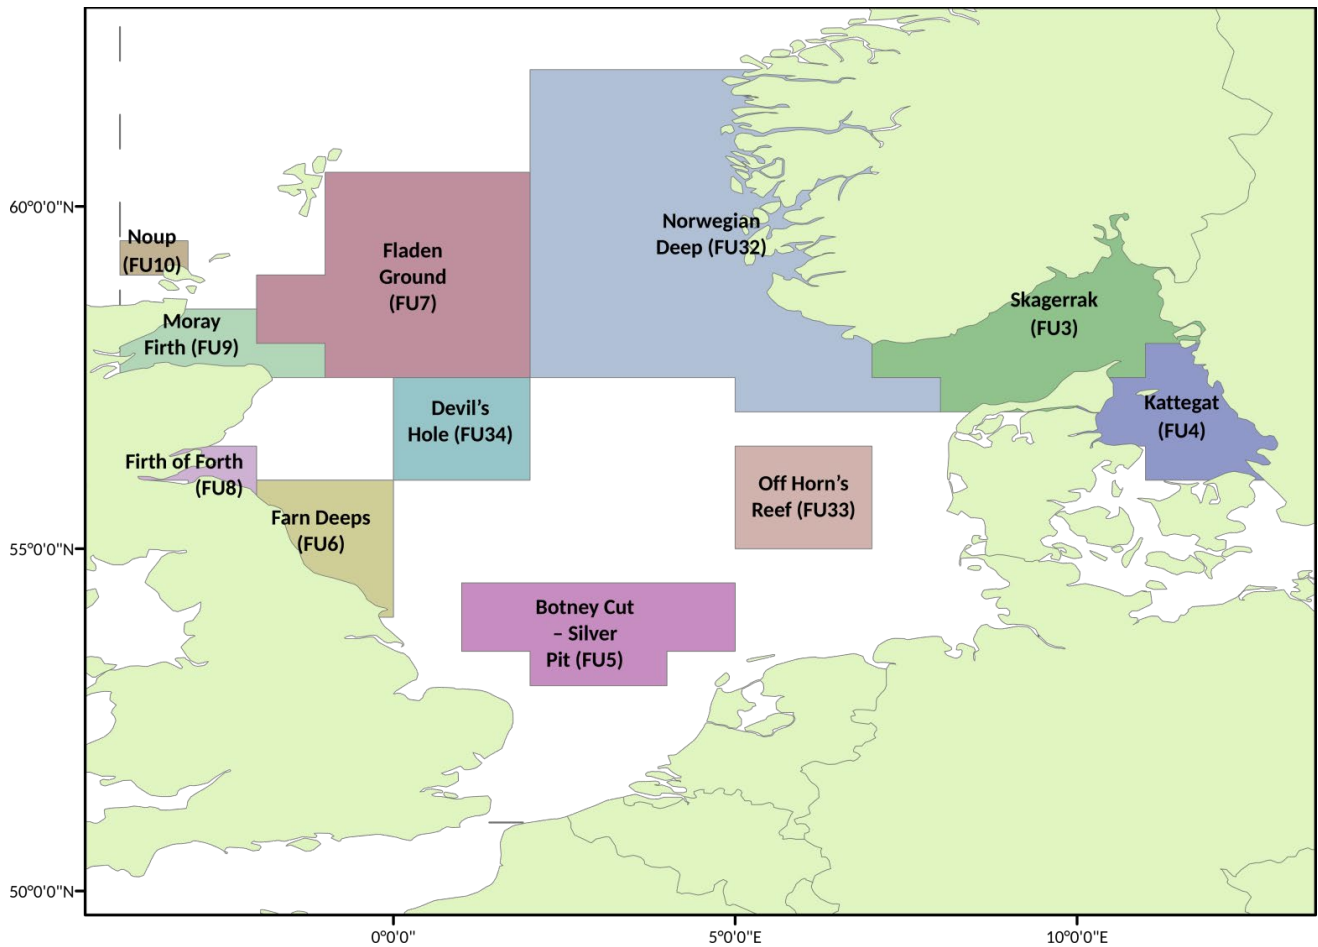 60°0'0"N
Noup
(FU10)
Fladen
Ground
(FU7)
Norwegian
Deep (FU32)
Skagerrak
(FU3)
Moray
Firth (FU9)
Devil's
Hole (FU34)
Kattegat
(FU4)
Firth of Forth
(FU8)
Off Horn's
Reef (FU33)
Farn Deeps
(FU6)
55°0'0"N
Botney Cut
– Silver
Pit (FU5)
50°0'0"N
0°0'0"
5°0'0"E
10°0'0"E